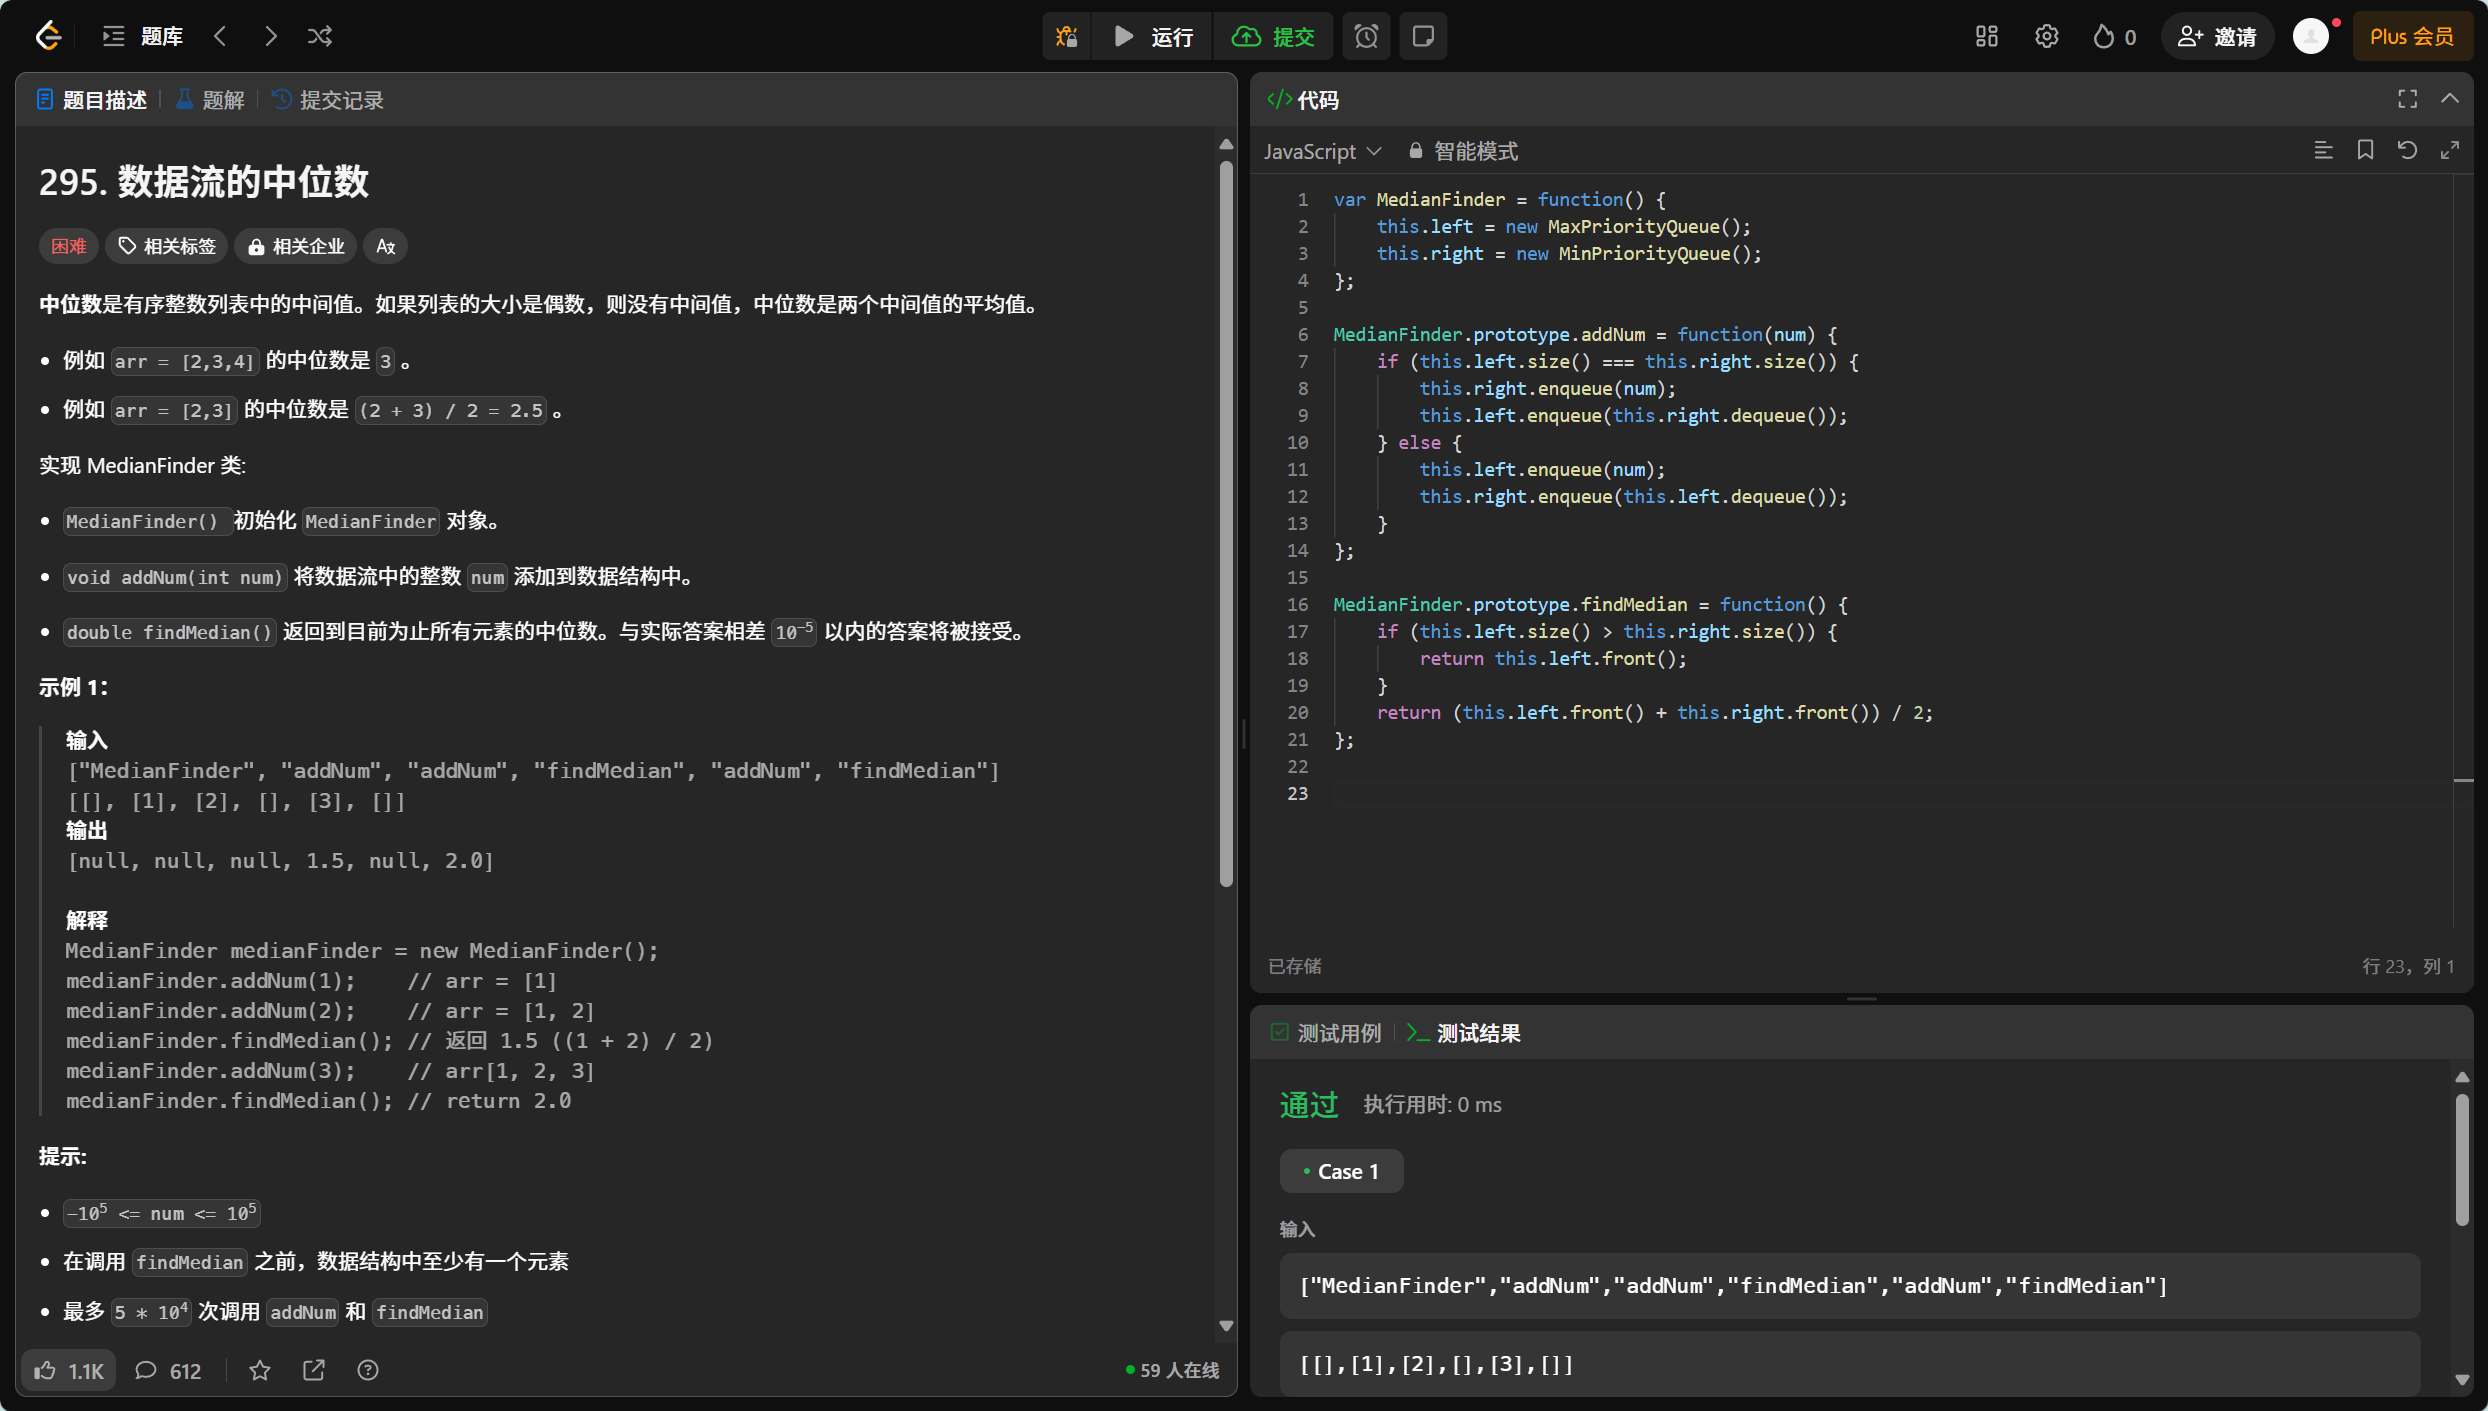 题库
运行
提交
0
邀请
Plus 会员
题目描述
题解
提交记录
295. 数据流的中位数
困难
相关标签
相关企业
中位数是有序整数列表中的中间值。如果列表的大小是偶数，则没有中间值，中位数是两个中间值的平均值。
• 例如 arr = [2,3,4] 的中位数是 3 。
• 例如 arr = [2,3] 的中位数是 (2 + 3) / 2 = 2.5 。
实现 MedianFinder 类:
• MedianFinder() 初始化 MedianFinder 对象。
• void addNum(int num) 将数据流中的整数 num 添加到数据结构中。
• double findMedian() 返回到目前为止所有元素的中位数。与实际答案相差 10⁻⁵ 以内的答案将被接受。
示例 1：
输入
["MedianFinder", "addNum", "addNum", "findMedian", "addNum", "findMedian"]
[[], [1], [2], [], [3], []]
输出
[null, null, null, 1.5, null, 2.0]
解释
MedianFinder medianFinder = new MedianFinder();
medianFinder.addNum(1);    // arr = [1]
medianFinder.addNum(2);    // arr = [1, 2]
medianFinder.findMedian(); // 返回 1.5 ((1 + 2) / 2)
medianFinder.addNum(3);    // arr[1, 2, 3]
medianFinder.findMedian(); // return 2.0
提示:
• −10⁵ <= num <= 10⁵
• 在调用 findMedian 之前，数据结构中至少有一个元素
• 最多 5 * 10⁴ 次调用 addNum 和 findMedian
1.1K
612
59 人在线
代码
JavaScript
智能模式
1 var MedianFinder = function() {
2     this.left = new MaxPriorityQueue();
3     this.right = new MinPriorityQueue();
4 };
5
6 MedianFinder.prototype.addNum = function(num) {
7     if (this.left.size() === this.right.size()) {
8         this.right.enqueue(num);
9         this.left.enqueue(this.right.dequeue());
10     } else {
11         this.left.enqueue(num);
12         this.right.enqueue(this.left.dequeue());
13     }
14 };
15
16 MedianFinder.prototype.findMedian = function() {
17     if (this.left.size() > this.right.size()) {
18         return this.left.front();
19     }
20     return (this.left.front() + this.right.front()) / 2;
21 };
22
23
已存储
行 23，列 1
测试用例
测试结果
通过
执行用时: 0 ms
• Case 1
输入
["MedianFinder","addNum","addNum","findMedian","addNum","findMedian"]
[[],[1],[2],[],[3],[]]